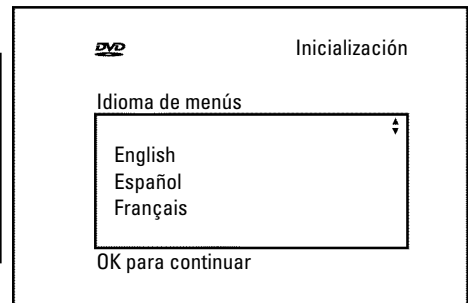 DVD Inicialización
Idioma de menús
English
Español
Français
OK para continuar